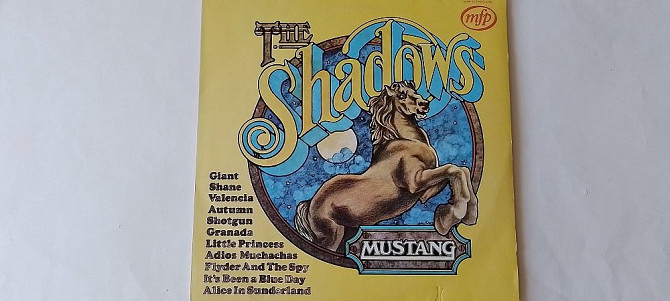 mfp
THE
Shadows
Giant
Shane
Valencia
Autumn
Shotgun
Granada
Little Princess
Adios Muchachas
Flyder And The Spy
It's Been a Blue Day
Alice In Sunderland
MUSTANG